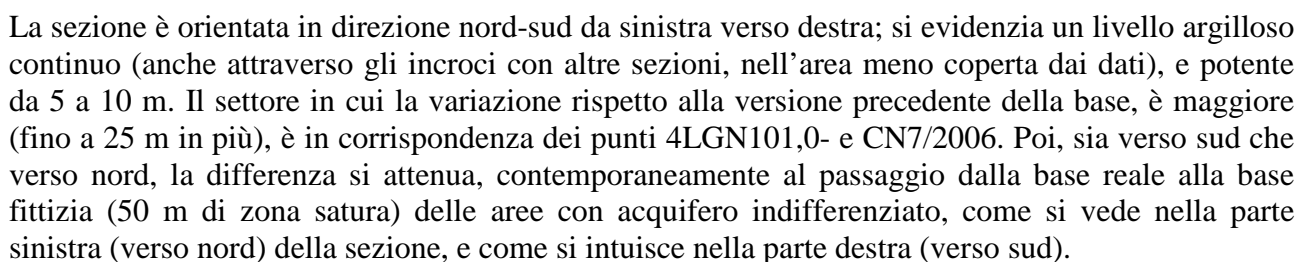 La sezione è orientata in direzione nord-sud da sinistra verso destra; si evidenzia un livello argilloso
continuo (anche attraverso gli incroci con altre sezioni, nell’area meno coperta dai dati), e potente
da 5 a 10 m. Il settore in cui la variazione rispetto alla versione precedente della base, è maggiore
(fino a 25 m in più), è in corrispondenza dei punti 4LGN101,0- e CN7/2006. Poi, sia verso sud che
verso nord, la differenza si attenua, contemporaneamente al passaggio dalla base reale alla base
fittizia (50 m di zona satura) delle aree con acquifero indifferenziato, come si vede nella parte
sinistra (verso nord) della sezione, e come si intuisce nella parte destra (verso sud).